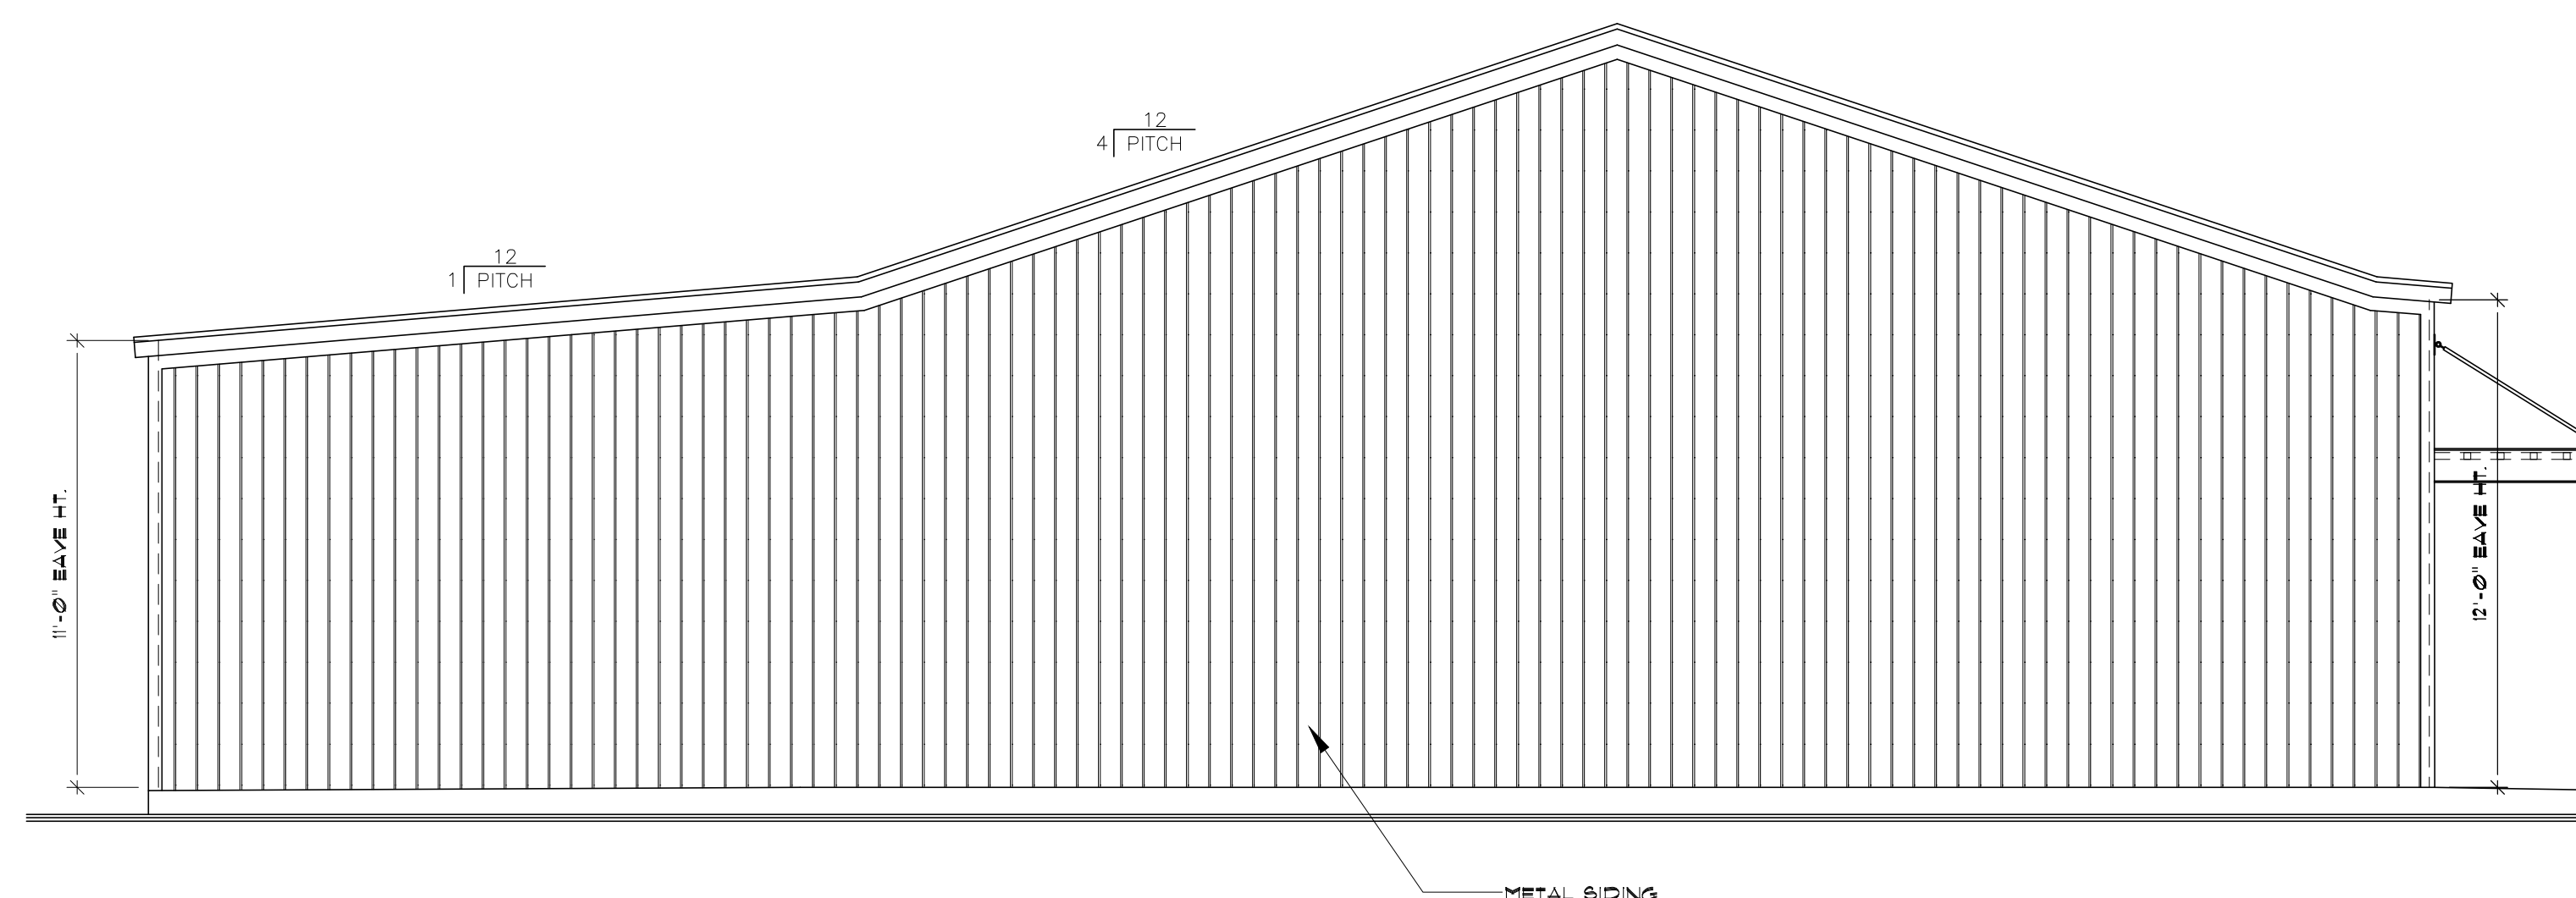 12
4 PITCH
12
1 PITCH
11'-0" EAVE HT.
12'-0" EAVE HT.
METAL SIDING